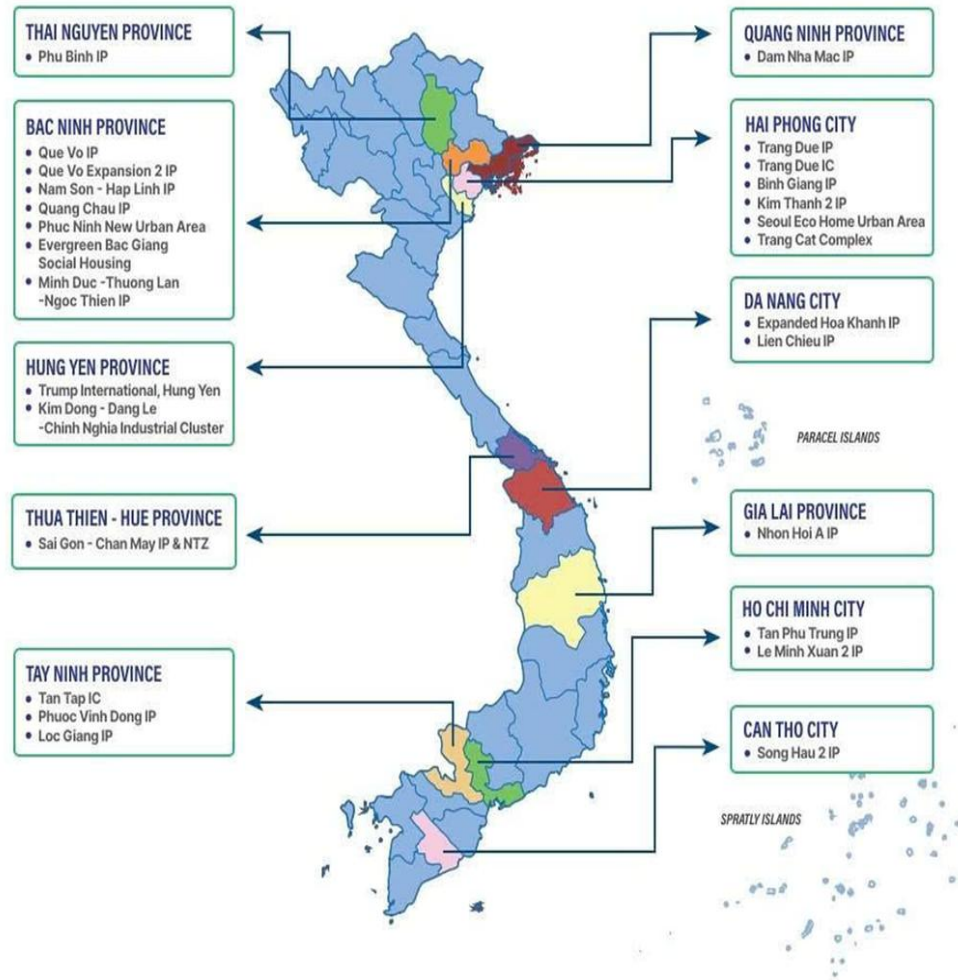 THAI NGUYEN PROVINCE
• Phu Binh IP
BAC NINH PROVINCE
• Que Vo IP
• Que Vo Expansion 2 IP
• Nam Son - Hap Linh IP
• Quang Chau IP
• Phuc Ninh New Urban Area
• Evergreen Bac Giang
Social Housing
• Minh Duc -Thuong Lan
-Ngoc Thien IP
HUNG YEN PROVINCE
• Trump International, Hung Yen
• Kim Dong - Dang Le
-Chinh Nghia Industrial Cluster
THUA THIEN - HUE PROVINCE
• Sai Gon - Chan May IP & NTZ
TAY NINH PROVINCE
• Tan Tap IC
• Phuoc Vinh Dong IP
• Loc Giang IP
QUANG NINH PROVINCE
• Dam Nha Mac IP
HAI PHONG CITY
• Trang Due IP
• Trang Due IC
• Binh Giang IP
• Kim Thanh 2 IP
• Seoul Eco Home Urban Area
• Trang Cat Complex
DA NANG CITY
• Expanded Hoa Khanh IP
• Lien Chieu IP
PARACEL ISLANDS
GIA LAI PROVINCE
• Nhon Hoi A IP
HO CHI MINH CITY
• Tan Phu Trung IP
• Le Minh Xuan 2 IP
CAN THO CITY
• Song Hau 2 IP
SPRATLY ISLANDS